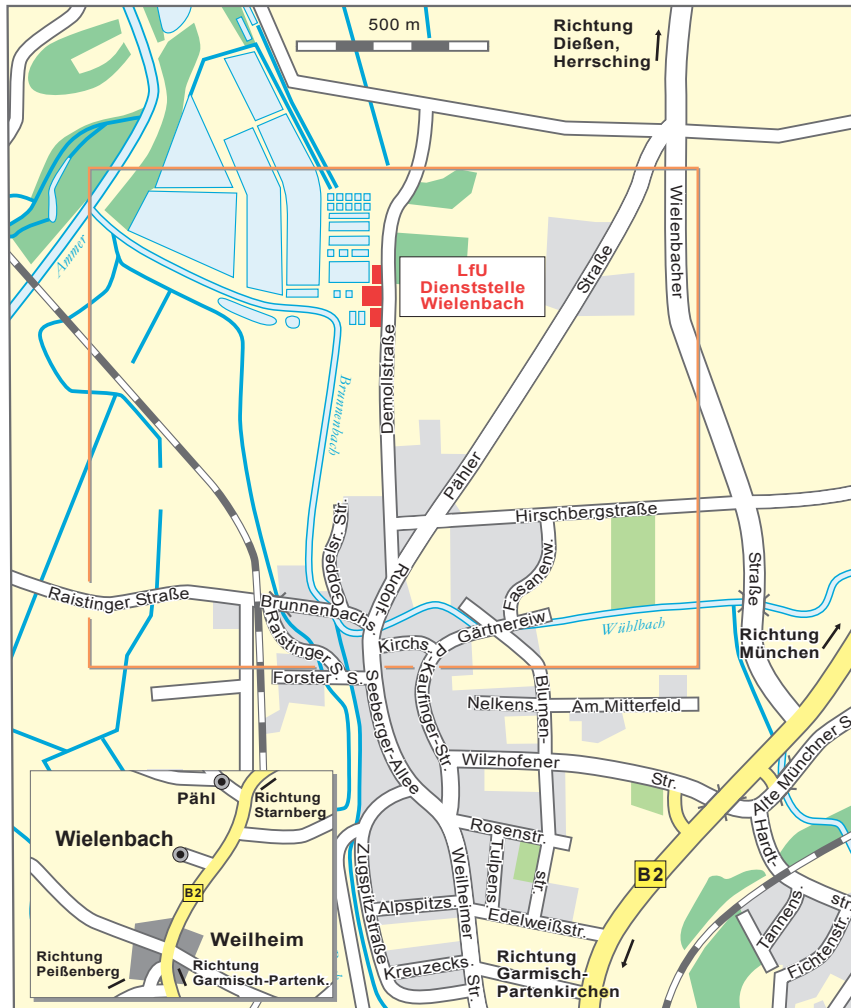 500 m
Richtung
Dießen,
Herrsching
Ammer
Wielenbacher
Straße
LfU
Dienststelle
Wielenbach
Straße
Demollstraße
Brunnenbach
Pähler
Hirschbergstraße
Goppelsr. Str.
Rudolf-
Fasanenw.
Raistinger Straße
Brunnenbachs.
Gärtnereiw.
Wühlbach
Richtung
München
Raistinger S.
Kirchs.
Forster S.
P.-Kaufinger-Str.
Seeberger-Allee
Blumen-
str.
Nelkens.
Am Mitterfeld
Wilzhofener
Str.
Alte Münchner S
Hardt-
str.
Rosenstr.
Tulpens.
Weilheimer
Str.
Zugspitzstraße
Alpspitzs.
Edelweißstr.
Kreuzecks.
B2
Tannens.
Fichtenstr.
Richtung
Garmisch-
Partenkirchen
Pähl
Richtung
Starnberg
Wielenbach
B2
Weilheim
Richtung
Peißenberg
Richtung
Garmisch-Partenk.